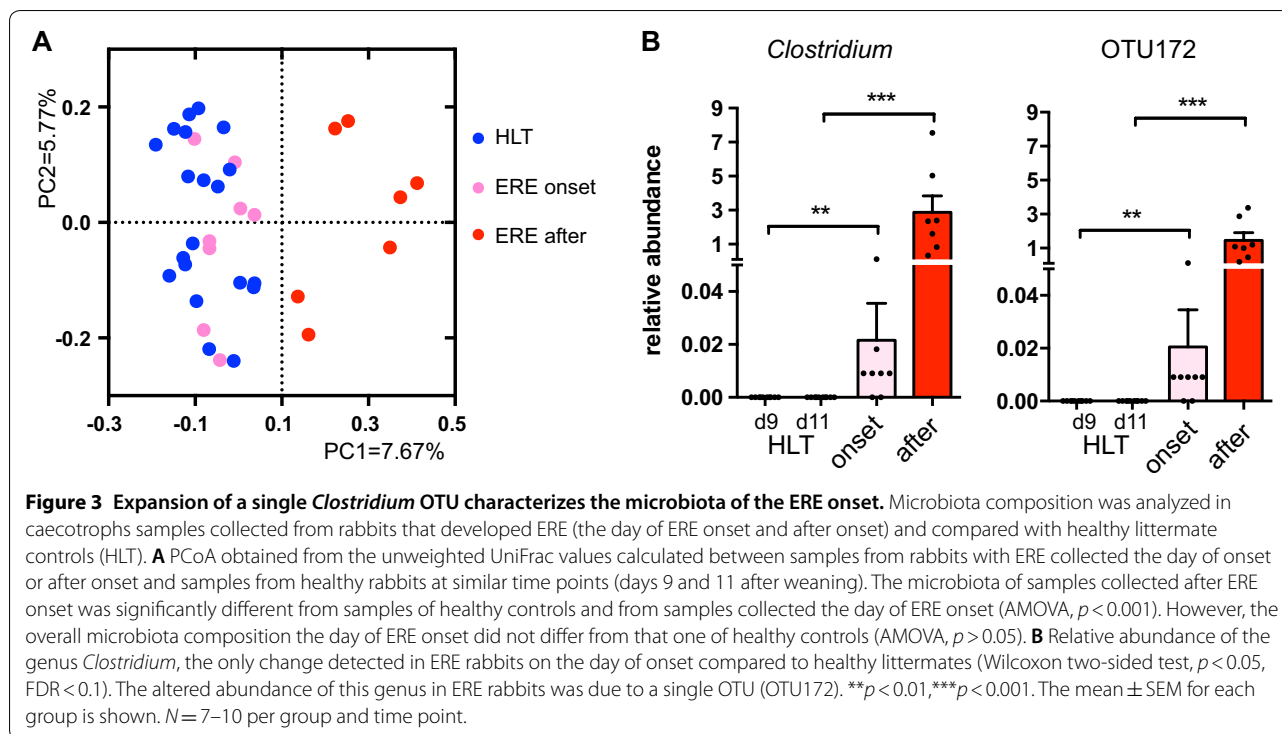 A
PC2=5.77%
0.2
0.0
-0.2
-0.3 -0.1 0.1 0.3 0.5
PC1=7.67%
HLT
ERE onset
ERE after
B
Clostridium
relative abundance
9
7
5
3
1
0.04
0.02
0.00
**
***
d9 d11
HLT
onset
after
OTU172
9
7
5
3
1
0.04
0.02
0.00
**
***
d9 d11
HLT
onset
after
Figure 3 Expansion of a single Clostridium OTU characterizes the microbiota of the ERE onset. Microbiota composition was analyzed in
caecotrophs samples collected from rabbits that developed ERE (the day of ERE onset and after onset) and compared with healthy littermate
controls (HLT). A PCoA obtained from the unweighted UniFrac values calculated between samples from rabbits with ERE collected the day of onset
or after onset and samples from healthy rabbits at similar time points (days 9 and 11 after weaning). The microbiota of samples collected after ERE
onset was significantly different from samples of healthy controls and from samples collected the day of ERE onset (AMOVA, p < 0.001). However, the
overall microbiota composition the day of ERE onset did not differ from that one of healthy controls (AMOVA, p > 0.05). B Relative abundance of the
genus Clostridium, the only change detected in ERE rabbits on the day of onset compared to healthy littermates (Wilcoxon two-sided test, p < 0.05,
FDR < 0.1). The altered abundance of this genus in ERE rabbits was due to a single OTU (OTU172). **p < 0.01,***p < 0.001. The mean ± SEM for each
group is shown. N = 7–10 per group and time point.